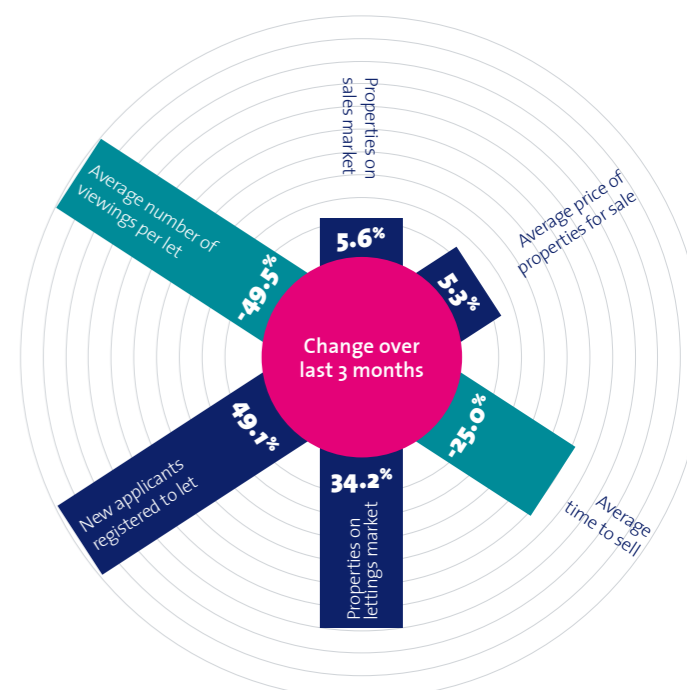 Properties on
sales market
5.6%
Average price of
properties for sale
5.3%
Average
time to sell
-25.0%
34.2%
Properties on
lettings market
49.1%
New applicants
registered to let
Average number of
viewings per let
-49.5%
Change over
last 3 months